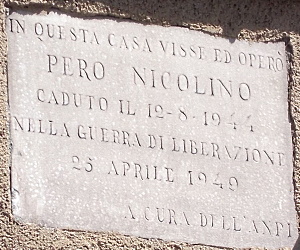 IN QUESTA CASA VISSE ED OPERÒ
PERO NICOLINO
CADUTO IL 12-8-1944
NELLA GUERRA DI LIBERAZIONE
25 APRILE 1949
A CURA DELL'ANPI